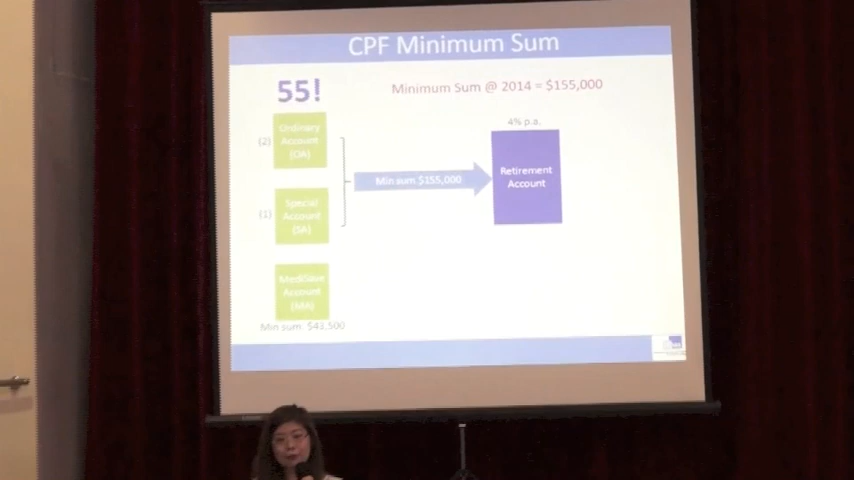 CPF Minimum Sum
55!
Minimum Sum @ 2014 = $155,000
4% p.a.
(2)
Ordinary
Account
(OA)
Min sum $155,000
Retirement
Account
(1)
Special
Account
(SA)
MediSave
Account
(MA)
Min sum: $43,500